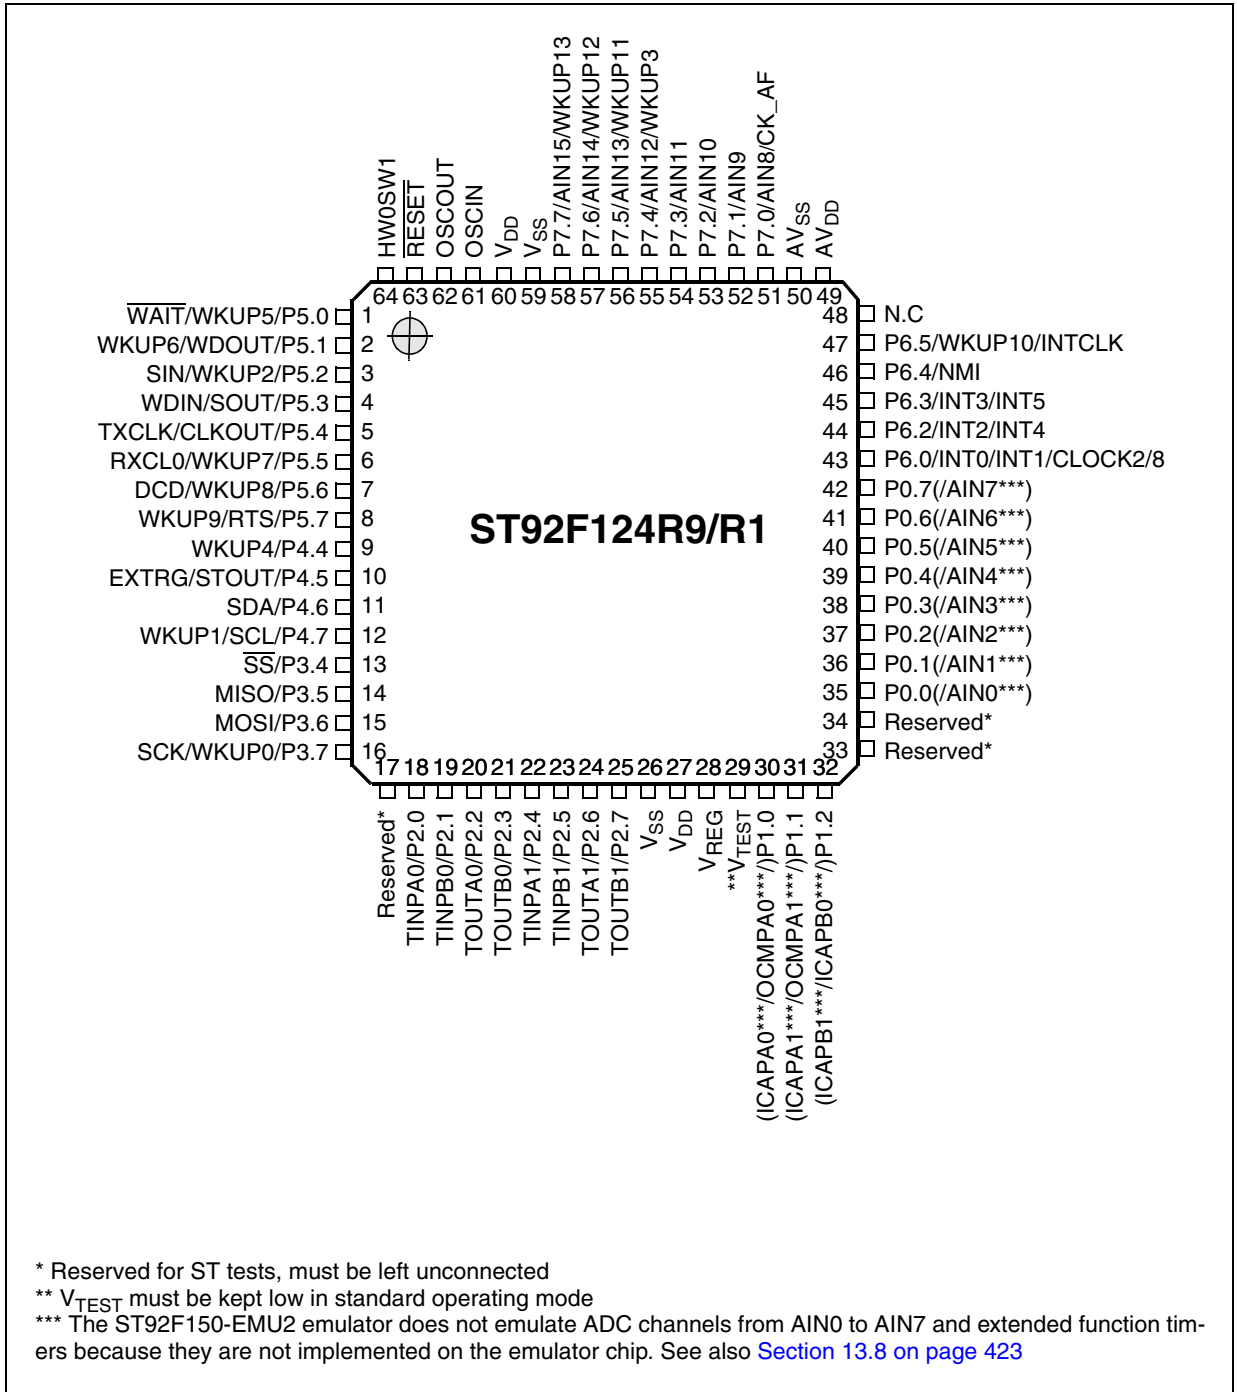 HW0SW1
RESET
OSCOUT
OSCIN
VDD
VSS
P7.7/AIN15/WKUP13
P7.6/AIN14/WKUP12
P7.5/AIN13/WKUP11
P7.4/AIN12/WKUP3
P7.3/AIN11
P7.2/AIN10
P7.1/AIN9
P7.0/AIN8/CK_AF
AVSS
AVDD
64 63 62 61 60 59 58 57 56 55 54 53 52 51 50 49
WAIT/WKUP5/P5.0 1
WKUP6/WDOUT/P5.1 2
SIN/WKUP2/P5.2 3
WDIN/SOUT/P5.3 4
TXCLK/CLKOUT/P5.4 5
RXCL0/WKUP7/P5.5 6
DCD/WKUP8/P5.6 7
WKUP9/RTS/P5.7 8
WKUP4/P4.4 9
EXTRG/STOUT/P4.5 10
SDA/P4.6 11
WKUP1/SCL/P4.7 12
SS/P3.4 13
MISO/P3.5 14
MOSI/P3.6 15
SCK/WKUP0/P3.7 16
ST92F124R9/R1
48 N.C
47 P6.5/WKUP10/INTCLK
46 P6.4/NMI
45 P6.3/INT3/INT5
44 P6.2/INT2/INT4
43 P6.0/INT0/INT1/CLOCK2/8
42 P0.7(/AIN7***)
41 P0.6(/AIN6***)
40 P0.5(/AIN5***)
39 P0.4(/AIN4***)
38 P0.3(/AIN3***)
37 P0.2(/AIN2***)
36 P0.1(/AIN1***)
35 P0.0(/AIN0***)
34 Reserved*
33 Reserved*
17 18 19 20 21 22 23 24 25 26 27 28 29 30 31 32
Reserved*
TINPA0/P2.0
TINPB0/P2.1
TOUTA0/P2.2
TOUTB0/P2.3
TINPA1/P2.4
TINPB1/P2.5
TOUTA1/P2.6
TOUTB1/P2.7
VSS
VDD
VREG
**VTEST
(ICAPA0***/OCMPA0***/)P1.0
(ICAPA1***/OCMPA1***/)P1.1
(ICAPB1***/ICAPB0***/)P1.2
* Reserved for ST tests, must be left unconnected
** VTEST must be kept low in standard operating mode
*** The ST92F150-EMU2 emulator does not emulate ADC channels from AIN0 to AIN7 and extended function tim-
ers because they are not implemented on the emulator chip. See also Section 13.8 on page 423